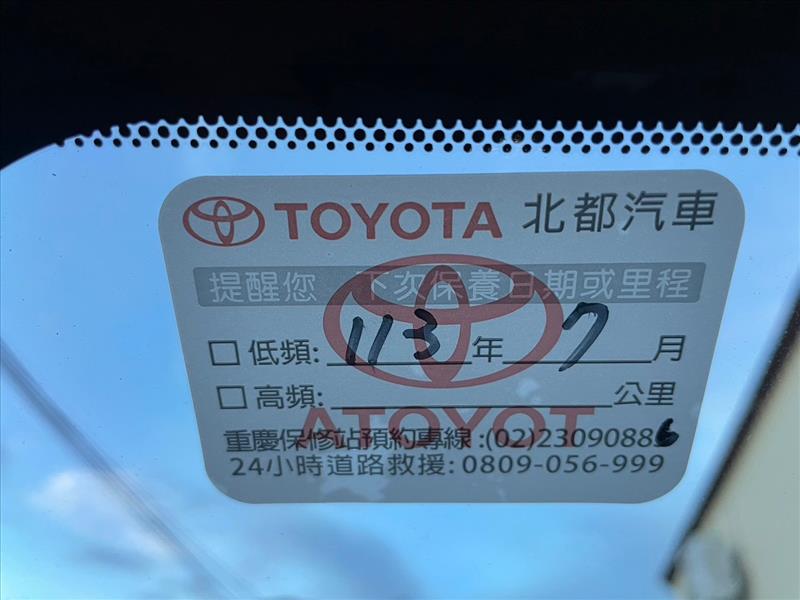 TOYOTA 北都汽車
提醒您 下次保養日期或里程
□ 低頻: 113 年 7 月
□ 高頻: 公里
TOYOTA
重慶保修站預約專線:(02)23090886
24小時道路救援:0809-056-999